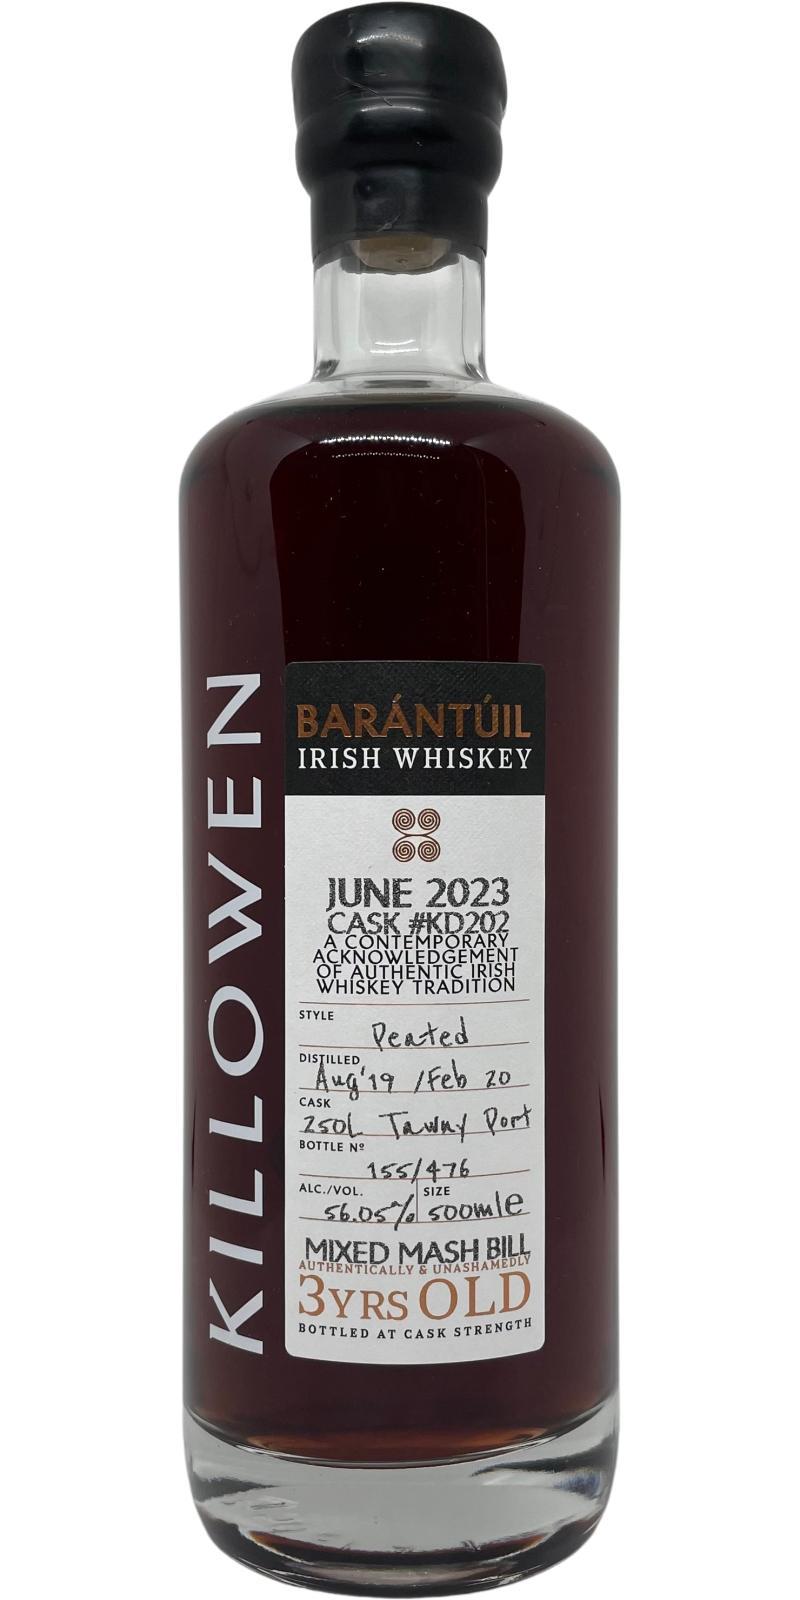 KILLOWEN
BARÁNTÚIL
IRISH WHISKEY
JUNE 2023
CASK #KD202
A CONTEMPORARY
ACKNOWLEDGEMENT
OF AUTHENTIC IRISH
WHISKEY TRADITION
STYLE
Peated
DISTILLED
Aug'19 /Feb 20
CASK
250L Tawny Port
BOTTLE Nº
155/476
ALC./VOL. SIZE
56.05% 500ml e
MIXED MASH BILL
AUTHENTICALLY & UNASHAMEDLY
3YRS OLD
BOTTLED AT CASK STRENGTH